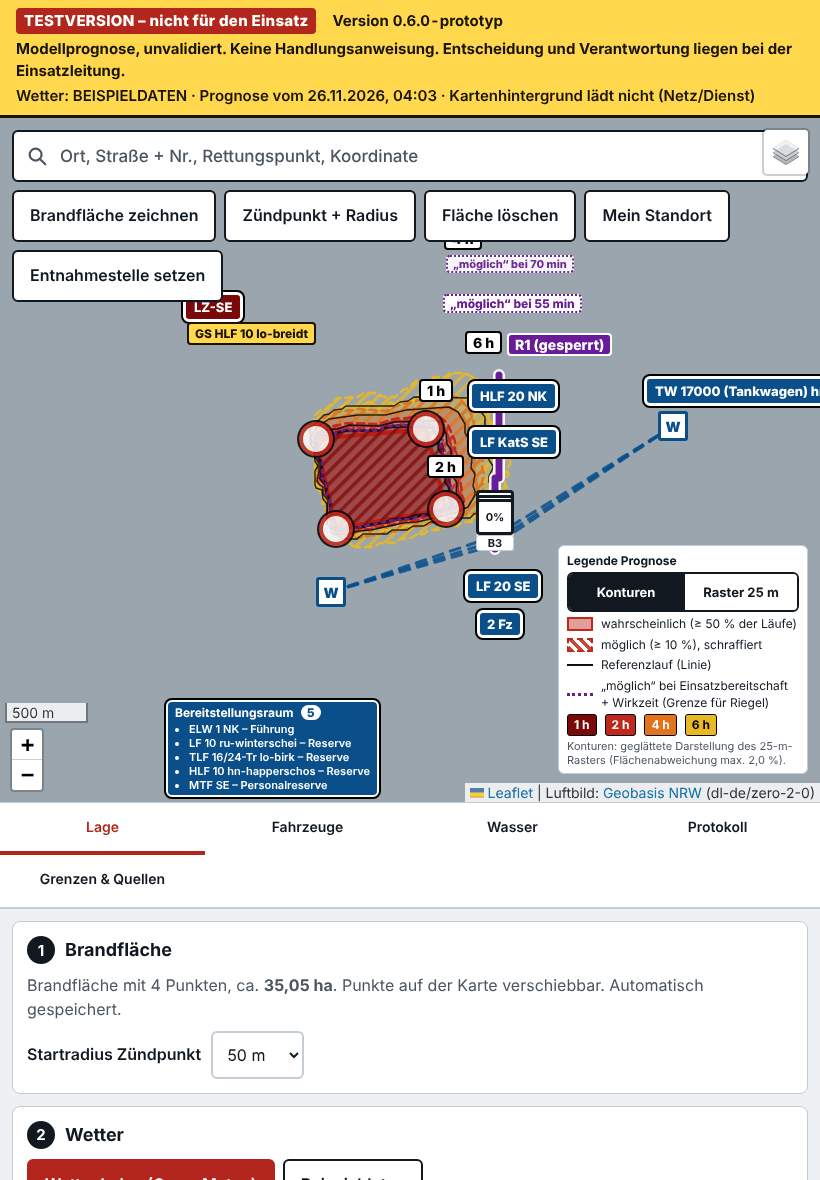 TESTVERSION – nicht für den Einsatz Version 0.6.0-prototyp
Modellprognose, unvalidiert. Keine Handlungsanweisung. Entscheidung und Verantwortung liegen bei der
Einsatzleitung.
Wetter: BEISPIELDATEN · Prognose vom 26.11.2026, 04:03 · Kartenhintergrund lädt nicht (Netz/Dienst)
Ort, Straße + Nr., Rettungspunkt, Koordinate
Brandfläche zeichnen
Zündpunkt + Radius
Fläche löschen
Mein Standort
Entnahmestelle setzen
„möglich“ bei 70 min
„möglich“ bei 55 min
LZ-SE
GS HLF 10 lo-breidt
6 h
R1 (gesperrt)
1 h
HLF 20 NK
TW 17000 (Tankwagen)
W
LF KatS SE
2 h
0%
B3
W
LF 20 SE
2 Fz
Legende Prognose
Konturen
Raster 25 m
wahrscheinlich (≥ 50 % der Läufe)
möglich (≥ 10 %), schraffiert
Referenzlauf (Linie)
„möglich“ bei Einsatzbereitschaft
+ Wirkzeit (Grenze für Riegel)
1 h 2 h 4 h 6 h
Konturen: geglättete Darstellung des 25-m-
Rasters (Flächenabweichung max. 2,0 %).
500 m
+
−
Bereitstellungsraum 5
ELW 1 NK – Führung
LF 10 ru-winterschei – Reserve
TLF 16/24-Tr lo-birk – Reserve
HLF 10 hn-happerschos – Reserve
MTF SE – Personalreserve
Leaflet | Luftbild: Geobasis NRW (dl-de/zero-2-0)
Lage
Fahrzeuge
Wasser
Protokoll
Grenzen & Quellen
1 Brandfläche
Brandfläche mit 4 Punkten, ca. 35,05 ha. Punkte auf der Karte verschiebbar. Automatisch
gespeichert.
Startradius Zündpunkt 50 m
2 Wetter